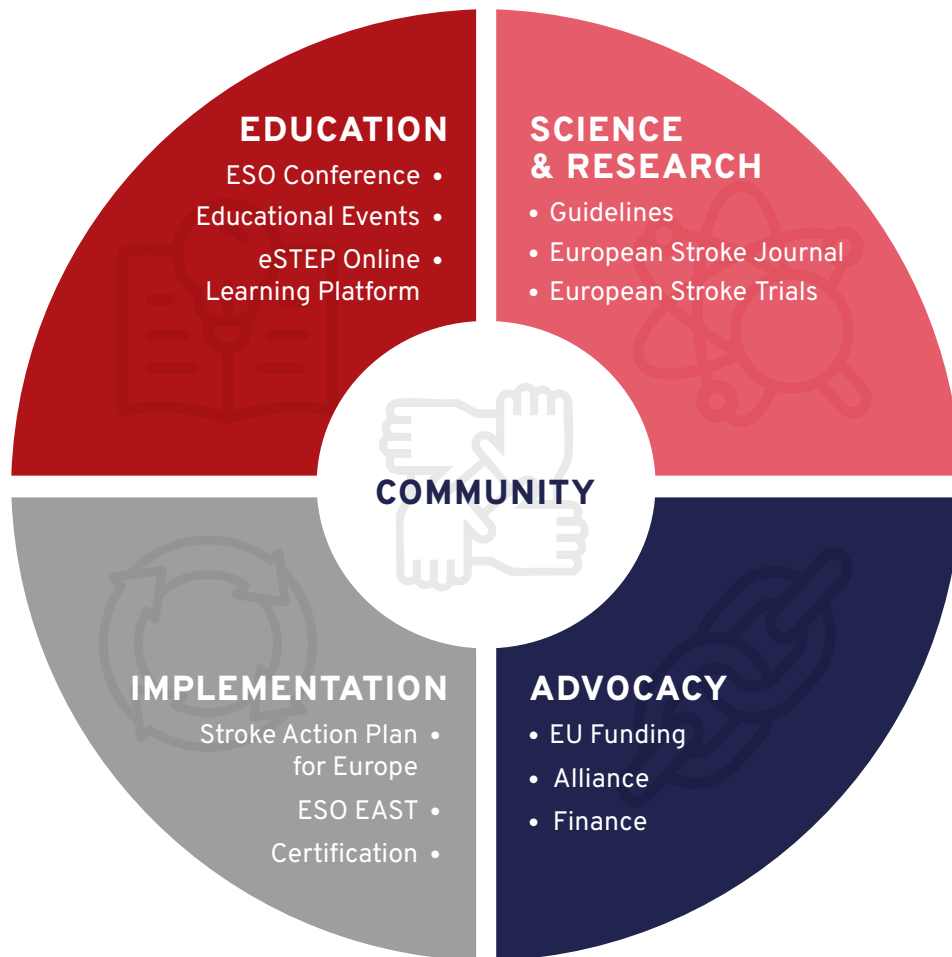 EDUCATION
ESO Conference •
Educational Events •
eSTEP Online •
Learning Platform
SCIENCE
& RESEARCH
• Guidelines
• European Stroke Journal
• European Stroke Trials
COMMUNITY
IMPLEMENTATION
Stroke Action Plan •
for Europe
ESO EAST •
Certification •
ADVOCACY
• EU Funding
• Alliance
• Finance